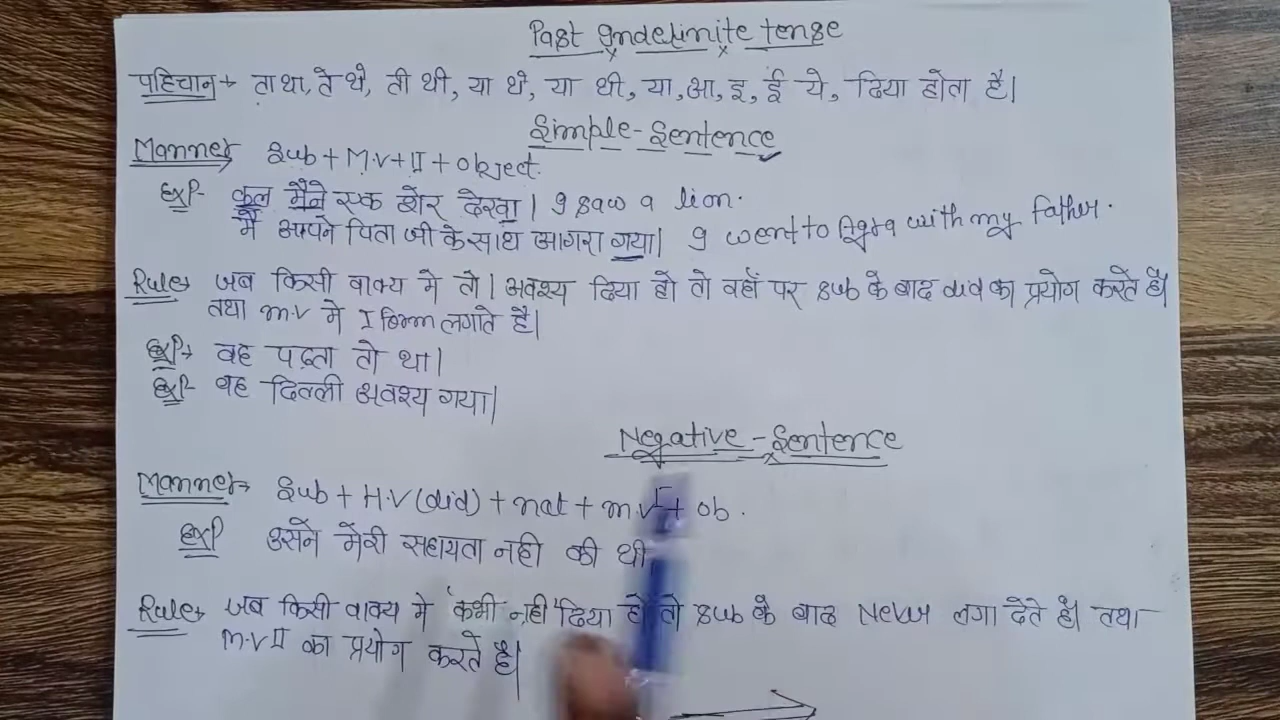 Past Indefinite tense
पहिचान → ता था, ते थे, ती थी, या थे, या थी, या, आ, इ, ई ये, दिया होता है।
Simple-Sentence
Manner→ Sub + M.V + II + Object.
Exp- कल मैने एक शेर देखा। I saw a lion.
मैं आपने पिता जी के साथ आगरा गया। I went to Agra with my Father.
Rule→ जब किसी वाक्य मे तो। अवश्य दिया हो तो वहाँ पर sub के बाद did का प्रयोग करते है।
तथा m.v मे I Form लगाते है।
Exp→ वह पढ़ता तो था।
Exp- वह दिल्ली अवश्य गया।
Negative-Sentence
Manner→ Sub + H.V (did) + not + m.v I + ob.
Exp उसने मेरी सहायता नही की थी
Rule→ जब किसी वाक्य मे 'कभी नही' दिया हो तो sub के बाद Never लगा देते है। तथा
m.v II का प्रयोग करते है।